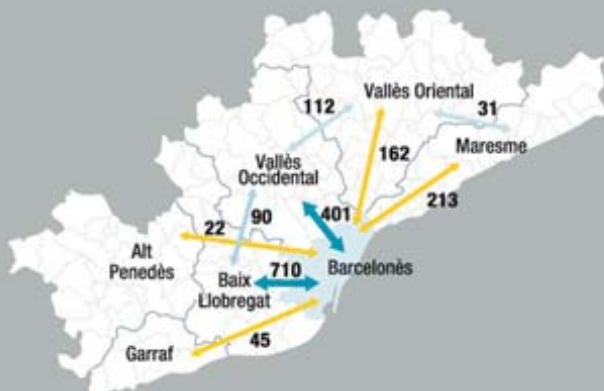 Vallès Oriental
112
31
Maresme
Vallès
Occidental
162
213
401
22
90
Alt
Penedès
Baix
Llobregat
710
Barcelonès
45
Garraf